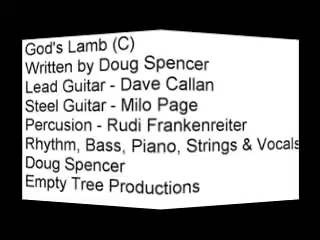 God's Lamb (C)
Written by Doug Spencer
Lead Guitar - Dave Callan
Steel Guitar - Milo Page
Percusion - Rudi Frankenreiter
Rhythm, Bass, Piano, Strings & Vocals
Doug Spencer
Empty Tree Productions